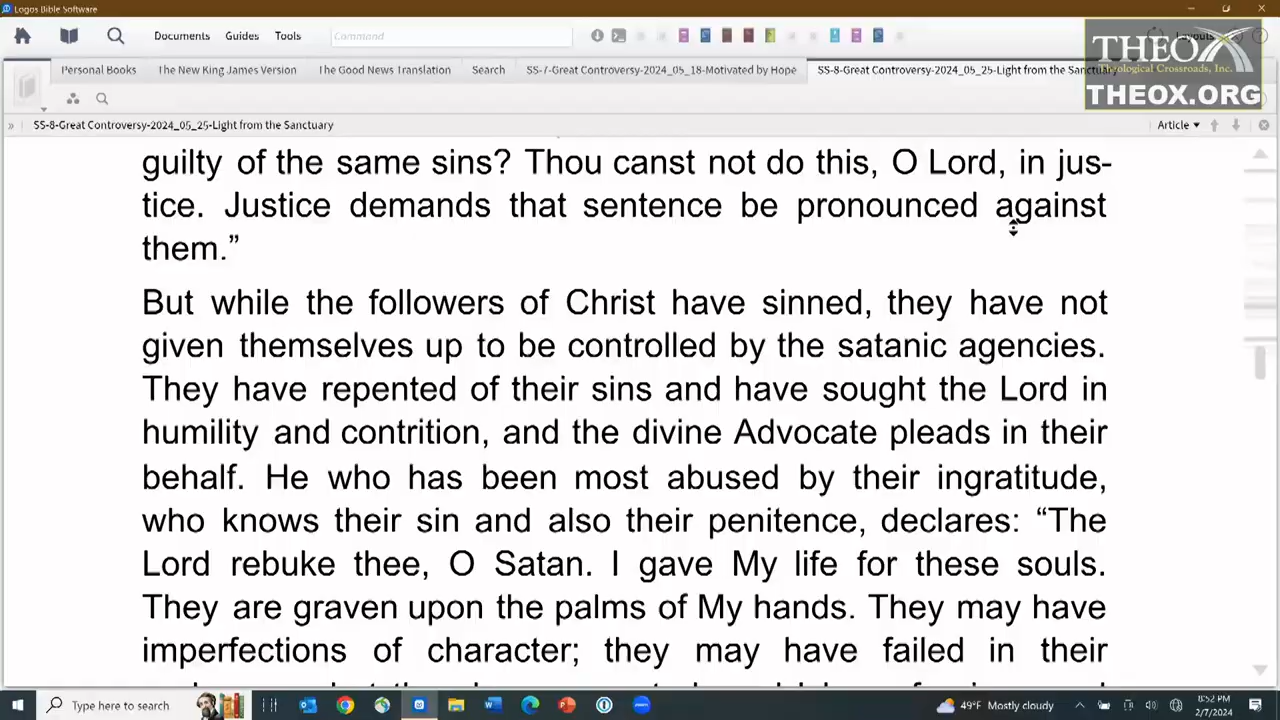 Logos Bible Software
Documents Guides Tools Command Layouts
THEOX
Theological Crossroads, Inc.
THEOX.ORG
Personal Books The New King James Version The Good New SS-7-Great Controversy-2024_05_18-Motivated by Hope SS-8-Great Controversy-2024_05_25-Light from the Sanctu
SS-8-Great Controversy-2024_05_25-Light from the Sanctuary Article
guilty of the same sins? Thou canst not do this, O Lord, in jus-
tice. Justice demands that sentence be pronounced against
them.”
But while the followers of Christ have sinned, they have not
given themselves up to be controlled by the satanic agencies.
They have repented of their sins and have sought the Lord in
humility and contrition, and the divine Advocate pleads in their
behalf. He who has been most abused by their ingratitude,
who knows their sin and also their penitence, declares: “The
Lord rebuke thee, O Satan. I gave My life for these souls.
They are graven upon the palms of My hands. They may have
imperfections of character; they may have failed in their
Type here to search 49°F Mostly cloudy 8:52 PM
2/7/2024